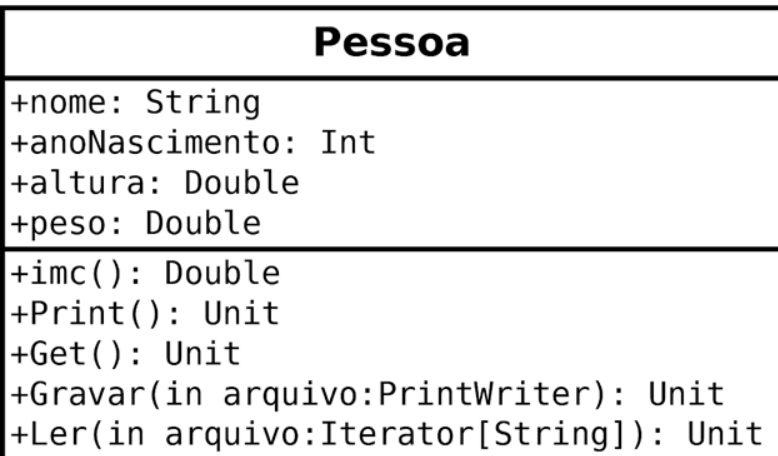 Pessoa
+nome: String
+anoNascimento: Int
+altura: Double
+peso: Double
+imc(): Double
+Print(): Unit
+Get(): Unit
+Gravar(in arquivo:PrintWriter): Unit
+Ler(in arquivo:Iterator[String]): Unit